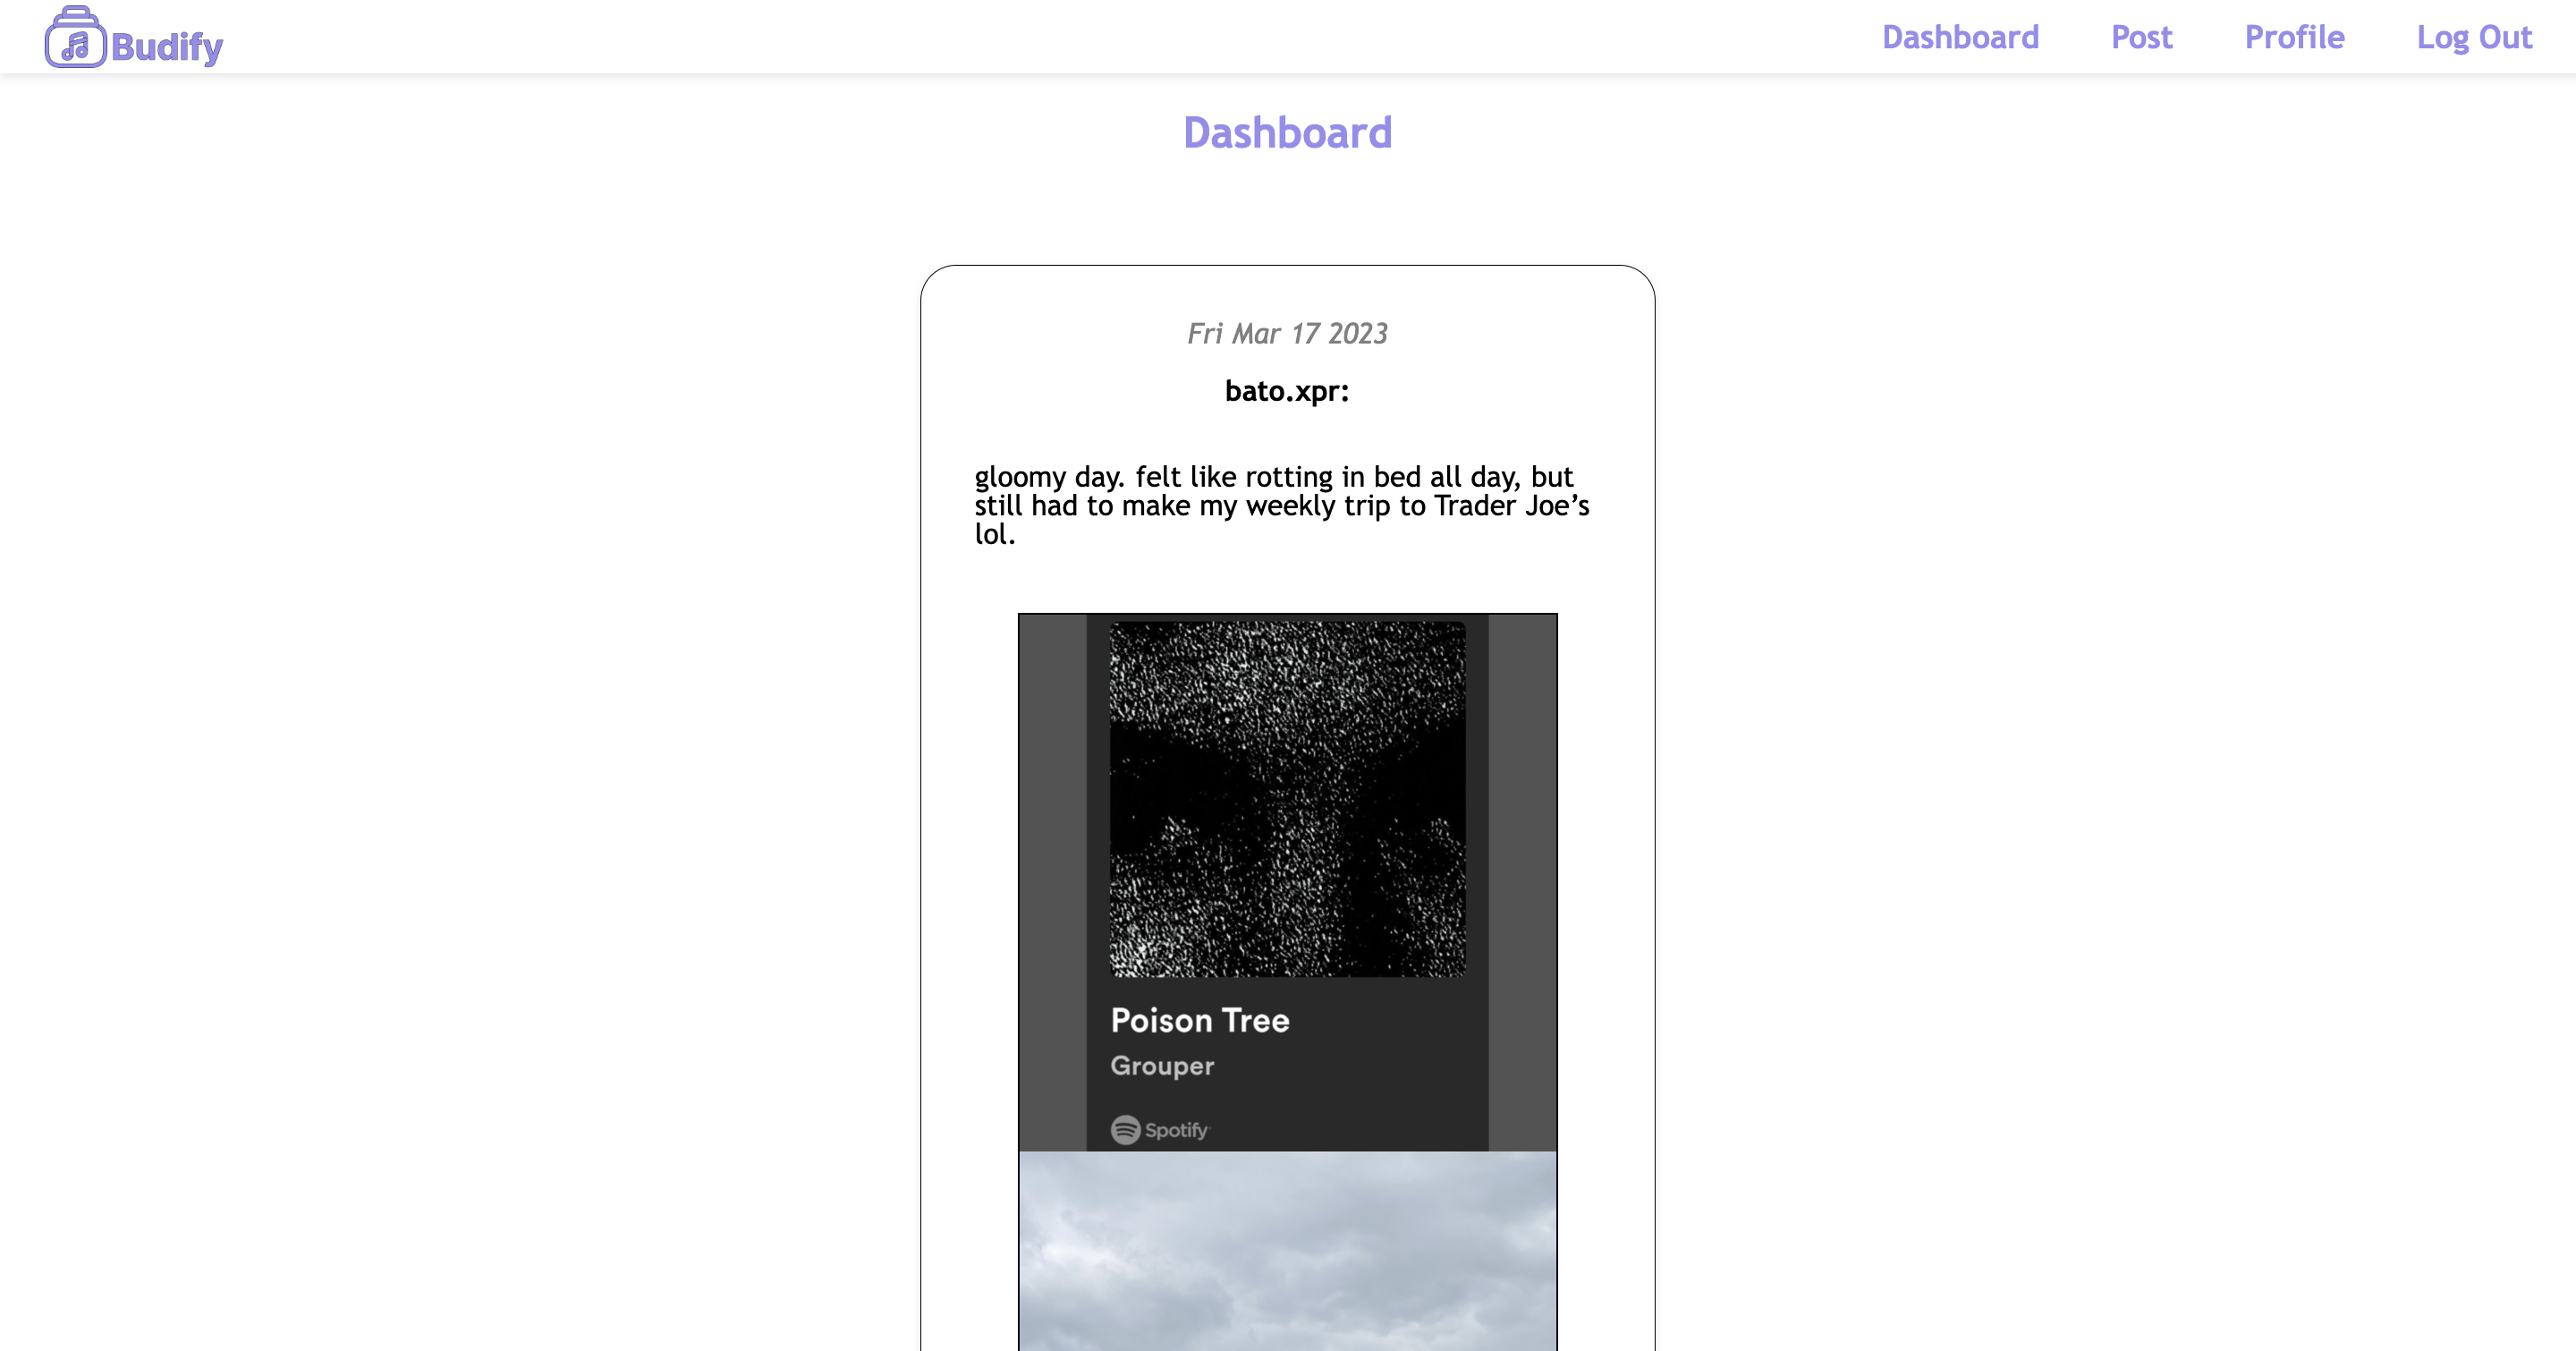 Budify
Dashboard
Post
Profile
Log Out
Dashboard
Fri Mar 17 2023
bato.xpr:
gloomy day. felt like rotting in bed all day, but
still had to make my weekly trip to Trader Joe’s
lol.
Poison Tree
Grouper
Spotify